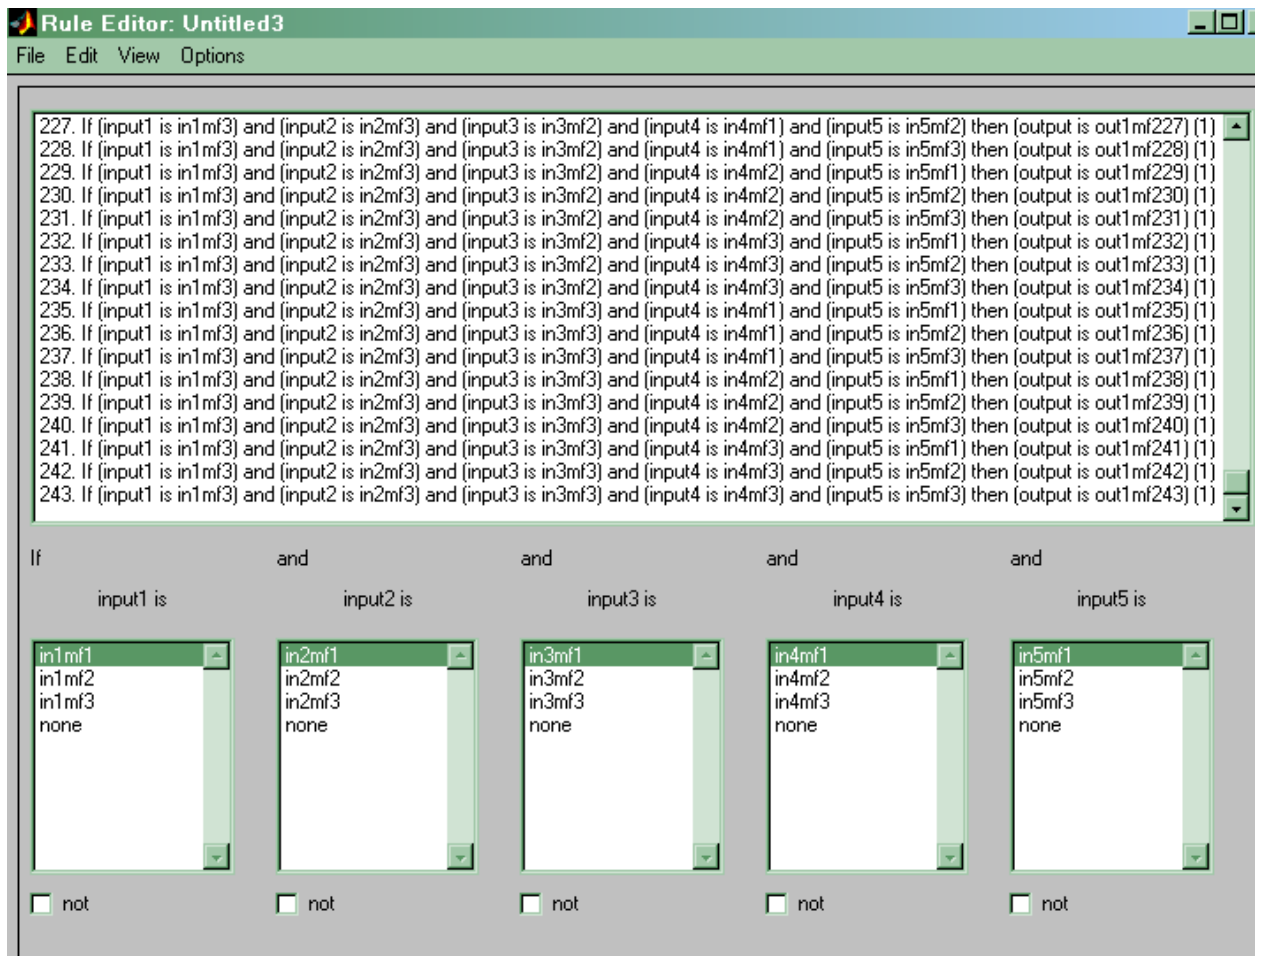 Rule Editor: Untitled3
File Edit View Options
227. If (input1 is in1mf3) and (input2 is in2mf3) and (input3 is in3mf2) and (input4 is in4mf1) and (input5 is in5mf2) then (output is out1mf227) (1)
228. If (input1 is in1mf3) and (input2 is in2mf3) and (input3 is in3mf2) and (input4 is in4mf1) and (input5 is in5mf3) then (output is out1mf228) (1)
229. If (input1 is in1mf3) and (input2 is in2mf3) and (input3 is in3mf2) and (input4 is in4mf2) and (input5 is in5mf1) then (output is out1mf229) (1)
230. If (input1 is in1mf3) and (input2 is in2mf3) and (input3 is in3mf2) and (input4 is in4mf2) and (input5 is in5mf2) then (output is out1mf230) (1)
231. If (input1 is in1mf3) and (input2 is in2mf3) and (input3 is in3mf2) and (input4 is in4mf2) and (input5 is in5mf3) then (output is out1mf231) (1)
232. If (input1 is in1mf3) and (input2 is in2mf3) and (input3 is in3mf2) and (input4 is in4mf3) and (input5 is in5mf1) then (output is out1mf232) (1)
233. If (input1 is in1mf3) and (input2 is in2mf3) and (input3 is in3mf2) and (input4 is in4mf3) and (input5 is in5mf2) then (output is out1mf233) (1)
234. If (input1 is in1mf3) and (input2 is in2mf3) and (input3 is in3mf2) and (input4 is in4mf3) and (input5 is in5mf3) then (output is out1mf234) (1)
235. If (input1 is in1mf3) and (input2 is in2mf3) and (input3 is in3mf3) and (input4 is in4mf1) and (input5 is in5mf1) then (output is out1mf235) (1)
236. If (input1 is in1mf3) and (input2 is in2mf3) and (input3 is in3mf3) and (input4 is in4mf1) and (input5 is in5mf2) then (output is out1mf236) (1)
237. If (input1 is in1mf3) and (input2 is in2mf3) and (input3 is in3mf3) and (input4 is in4mf1) and (input5 is in5mf3) then (output is out1mf237) (1)
238. If (input1 is in1mf3) and (input2 is in2mf3) and (input3 is in3mf3) and (input4 is in4mf2) and (input5 is in5mf1) then (output is out1mf238) (1)
239. If (input1 is in1mf3) and (input2 is in2mf3) and (input3 is in3mf3) and (input4 is in4mf2) and (input5 is in5mf2) then (output is out1mf239) (1)
240. If (input1 is in1mf3) and (input2 is in2mf3) and (input3 is in3mf3) and (input4 is in4mf2) and (input5 is in5mf3) then (output is out1mf240) (1)
241. If (input1 is in1mf3) and (input2 is in2mf3) and (input3 is in3mf3) and (input4 is in4mf3) and (input5 is in5mf1) then (output is out1mf241) (1)
242. If (input1 is in1mf3) and (input2 is in2mf3) and (input3 is in3mf3) and (input4 is in4mf3) and (input5 is in5mf2) then (output is out1mf242) (1)
243. If (input1 is in1mf3) and (input2 is in2mf3) and (input3 is in3mf3) and (input4 is in4mf3) and (input5 is in5mf3) then (output is out1mf243) (1)
If and and and and
input1 is input2 is input3 is input4 is input5 is
in1mf1 in2mf1 in3mf1 in4mf1 in5mf1
in1mf2 in2mf2 in3mf2 in4mf2 in5mf2
in1mf3 in2mf3 in3mf3 in4mf3 in5mf3
none none none none none
not not not not not